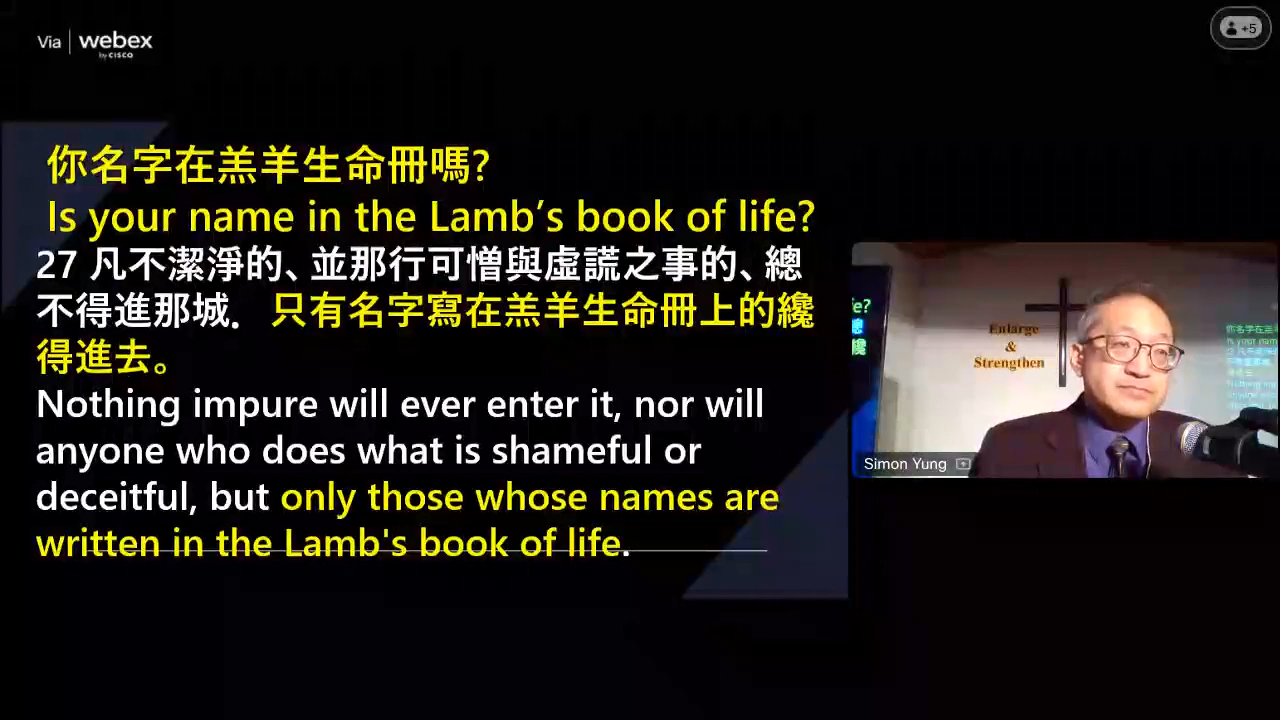 Via webex
by CISCO
+5
你名字在羔羊生命冊嗎?
Is your name in the Lamb’s book of life?
27 凡不潔淨的、並那行可憎與虛謊之事的、總
不得進那城．只有名字寫在羔羊生命冊上的纔
得進去。
Nothing impure will ever enter it, nor will
anyone who does what is shameful or
deceitful, but only those whose names are
written in the Lamb's book of life.
Enlarge
&
Strengthen
Simon Yung